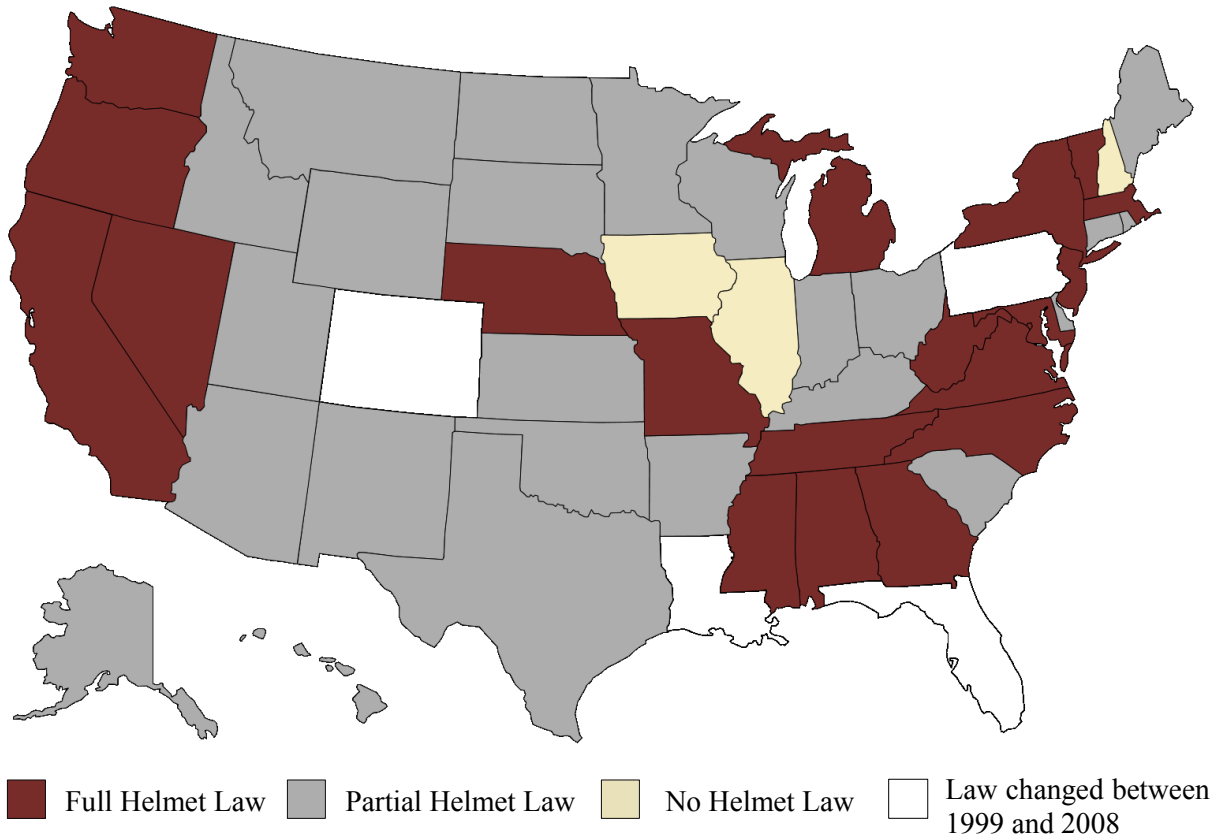 Full Helmet Law
Partial Helmet Law
No Helmet Law
Law changed between
1999 and 2008